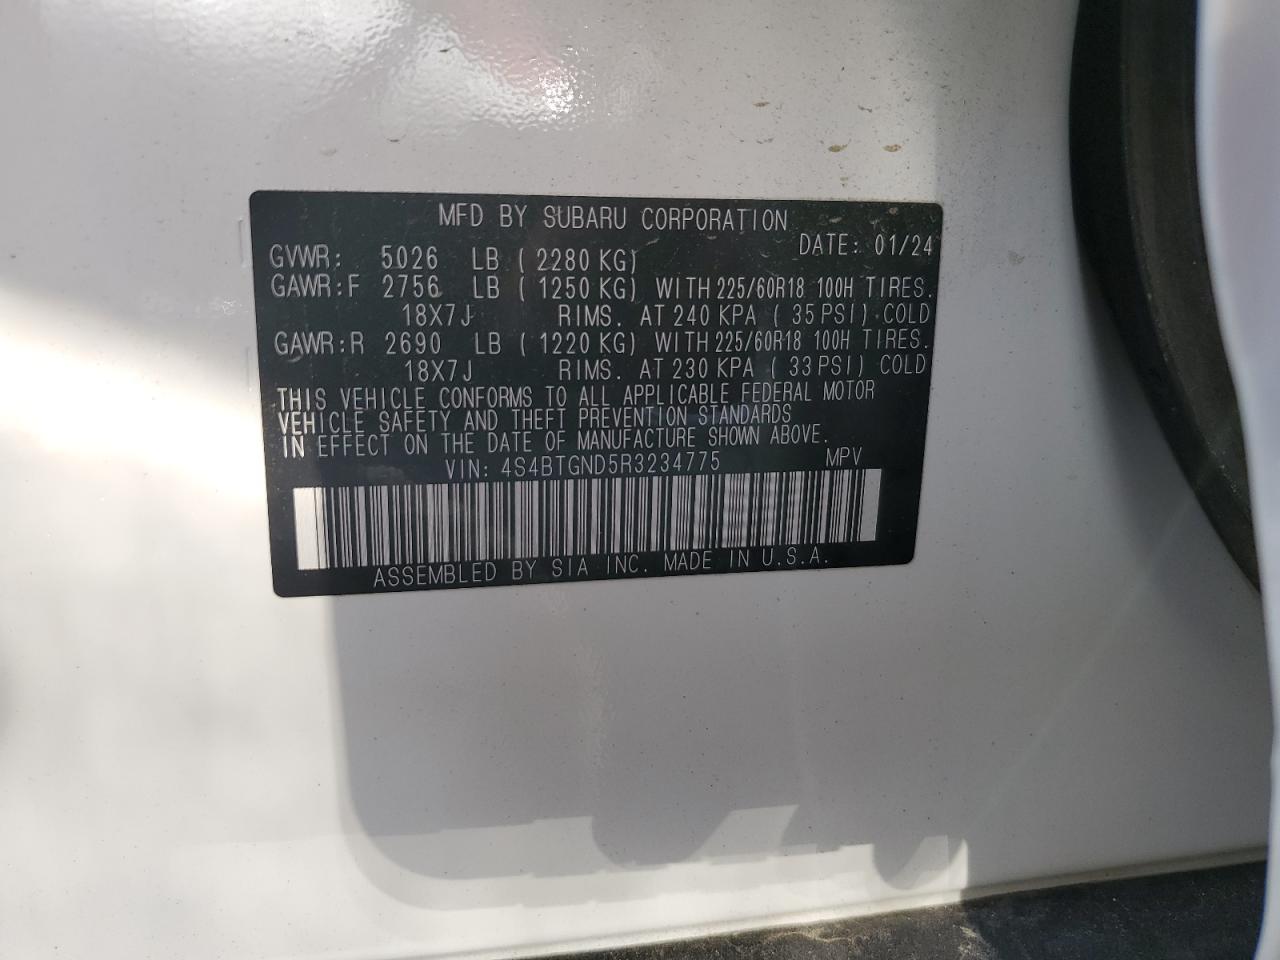 MFD BY SUBARU CORPORATION
DATE: 01/24
GVWR: 5026 LB ( 2280 KG)
GAWR:F 2756 LB ( 1250 KG) WITH 225/60R18 100H TIRES.
18X7J RIMS. AT 240 KPA ( 35 PSI) COLD
GAWR:R 2690 LB ( 1220 KG) WITH 225/60R18 100H TIRES.
18X7J RIMS. AT 230 KPA ( 33 PSI) COLD
THIS VEHICLE CONFORMS TO ALL APPLICABLE FEDERAL MOTOR
VEHICLE SAFETY AND THEFT PREVENTION STANDARDS
IN EFFECT ON THE DATE OF MANUFACTURE SHOWN ABOVE.
VIN: 4S4BTGND5R3234775 MPV
ASSEMBLED BY SIA INC. MADE IN U.S.A.